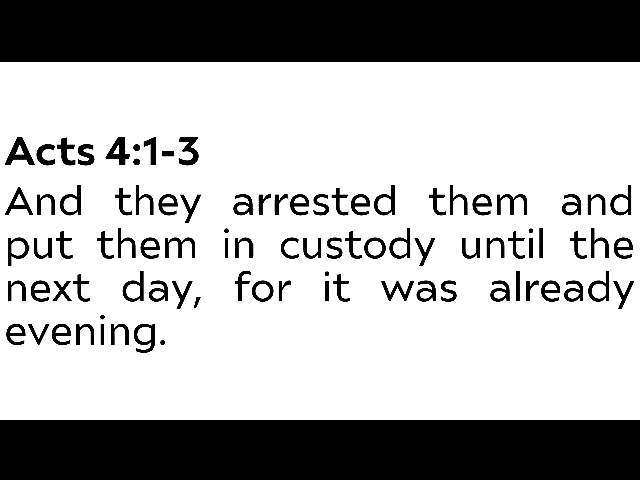 Acts 4:1-3
And they arrested them and
put them in custody until the
next day, for it was already
evening.